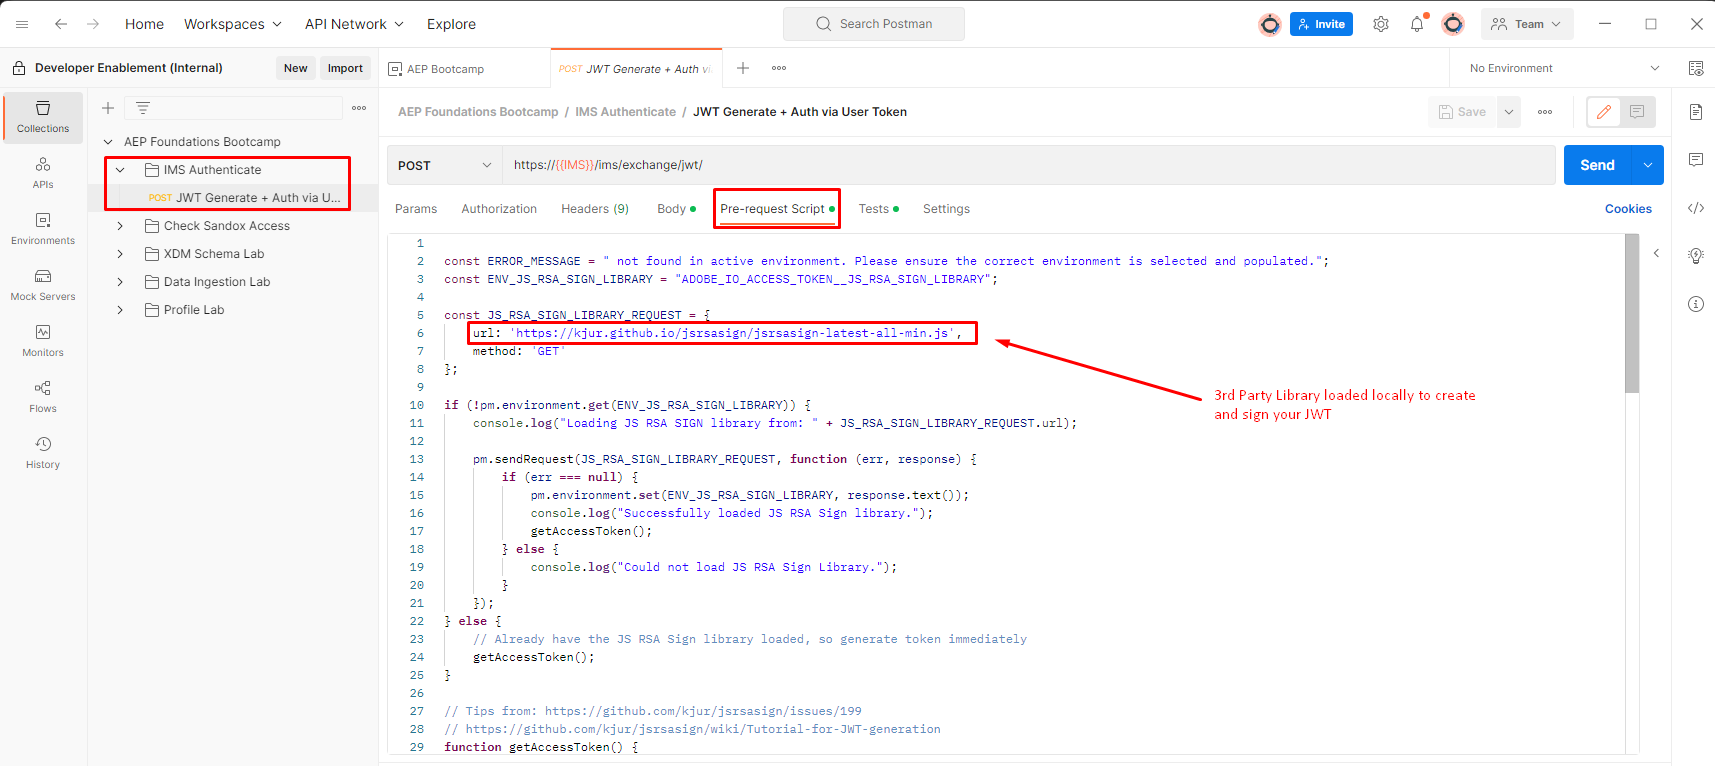 Home Workspaces API Network Explore Search Postman Invite Team
Developer Enablement (Internal) New Import AEP Bootcamp POST JWT Generate + Auth vi No Environment
Collections
APIs
Environments
Mock Servers
Monitors
Flows
History
AEP Foundations Bootcamp
IMS Authenticate
POST JWT Generate + Auth via U...
Check Sandox Access
XDM Schema Lab
Data Ingestion Lab
Profile Lab
AEP Foundations Bootcamp / IMS Authenticate / JWT Generate + Auth via User Token Save
POST https://{{IMS}}/ims/exchange/jwt/ Send
Params Authorization Headers (9) Body Pre-request Script Tests Settings Cookies
1
2 const ERROR_MESSAGE = " not found in active environment. Please ensure the correct environment is selected and populated.";
3 const ENV_JS_RSA_SIGN_LIBRARY = "ADOBE_IO_ACCESS_TOKEN__JS_RSA_SIGN_LIBRARY";
4
5 const JS_RSA_SIGN_LIBRARY_REQUEST = {
6 url: 'https://kjur.github.io/jsrsasign/jsrsasign-latest-all-min.js',
7 method: 'GET'
8 };
9
10 if (!pm.environment.get(ENV_JS_RSA_SIGN_LIBRARY)) {
11 console.log("Loading JS RSA SIGN library from: " + JS_RSA_SIGN_LIBRARY_REQUEST.url);
12
13 pm.sendRequest(JS_RSA_SIGN_LIBRARY_REQUEST, function (err, response) {
14 if (err === null) {
15 pm.environment.set(ENV_JS_RSA_SIGN_LIBRARY, response.text());
16 console.log("Successfully loaded JS RSA Sign library.");
17 getAccessToken();
18 } else {
19 console.log("Could not load JS RSA Sign Library.");
20 }
21 });
22 } else {
23 // Already have the JS RSA Sign library loaded, so generate token immediately
24 getAccessToken();
25 }
26
27 // Tips from: https://github.com/kjur/jsrsasign/issues/199
28 // https://github.com/kjur/jsrsasign/wiki/Tutorial-for-JWT-generation
29 function getAccessToken() {
3rd Party Library loaded locally to create
and sign your JWT